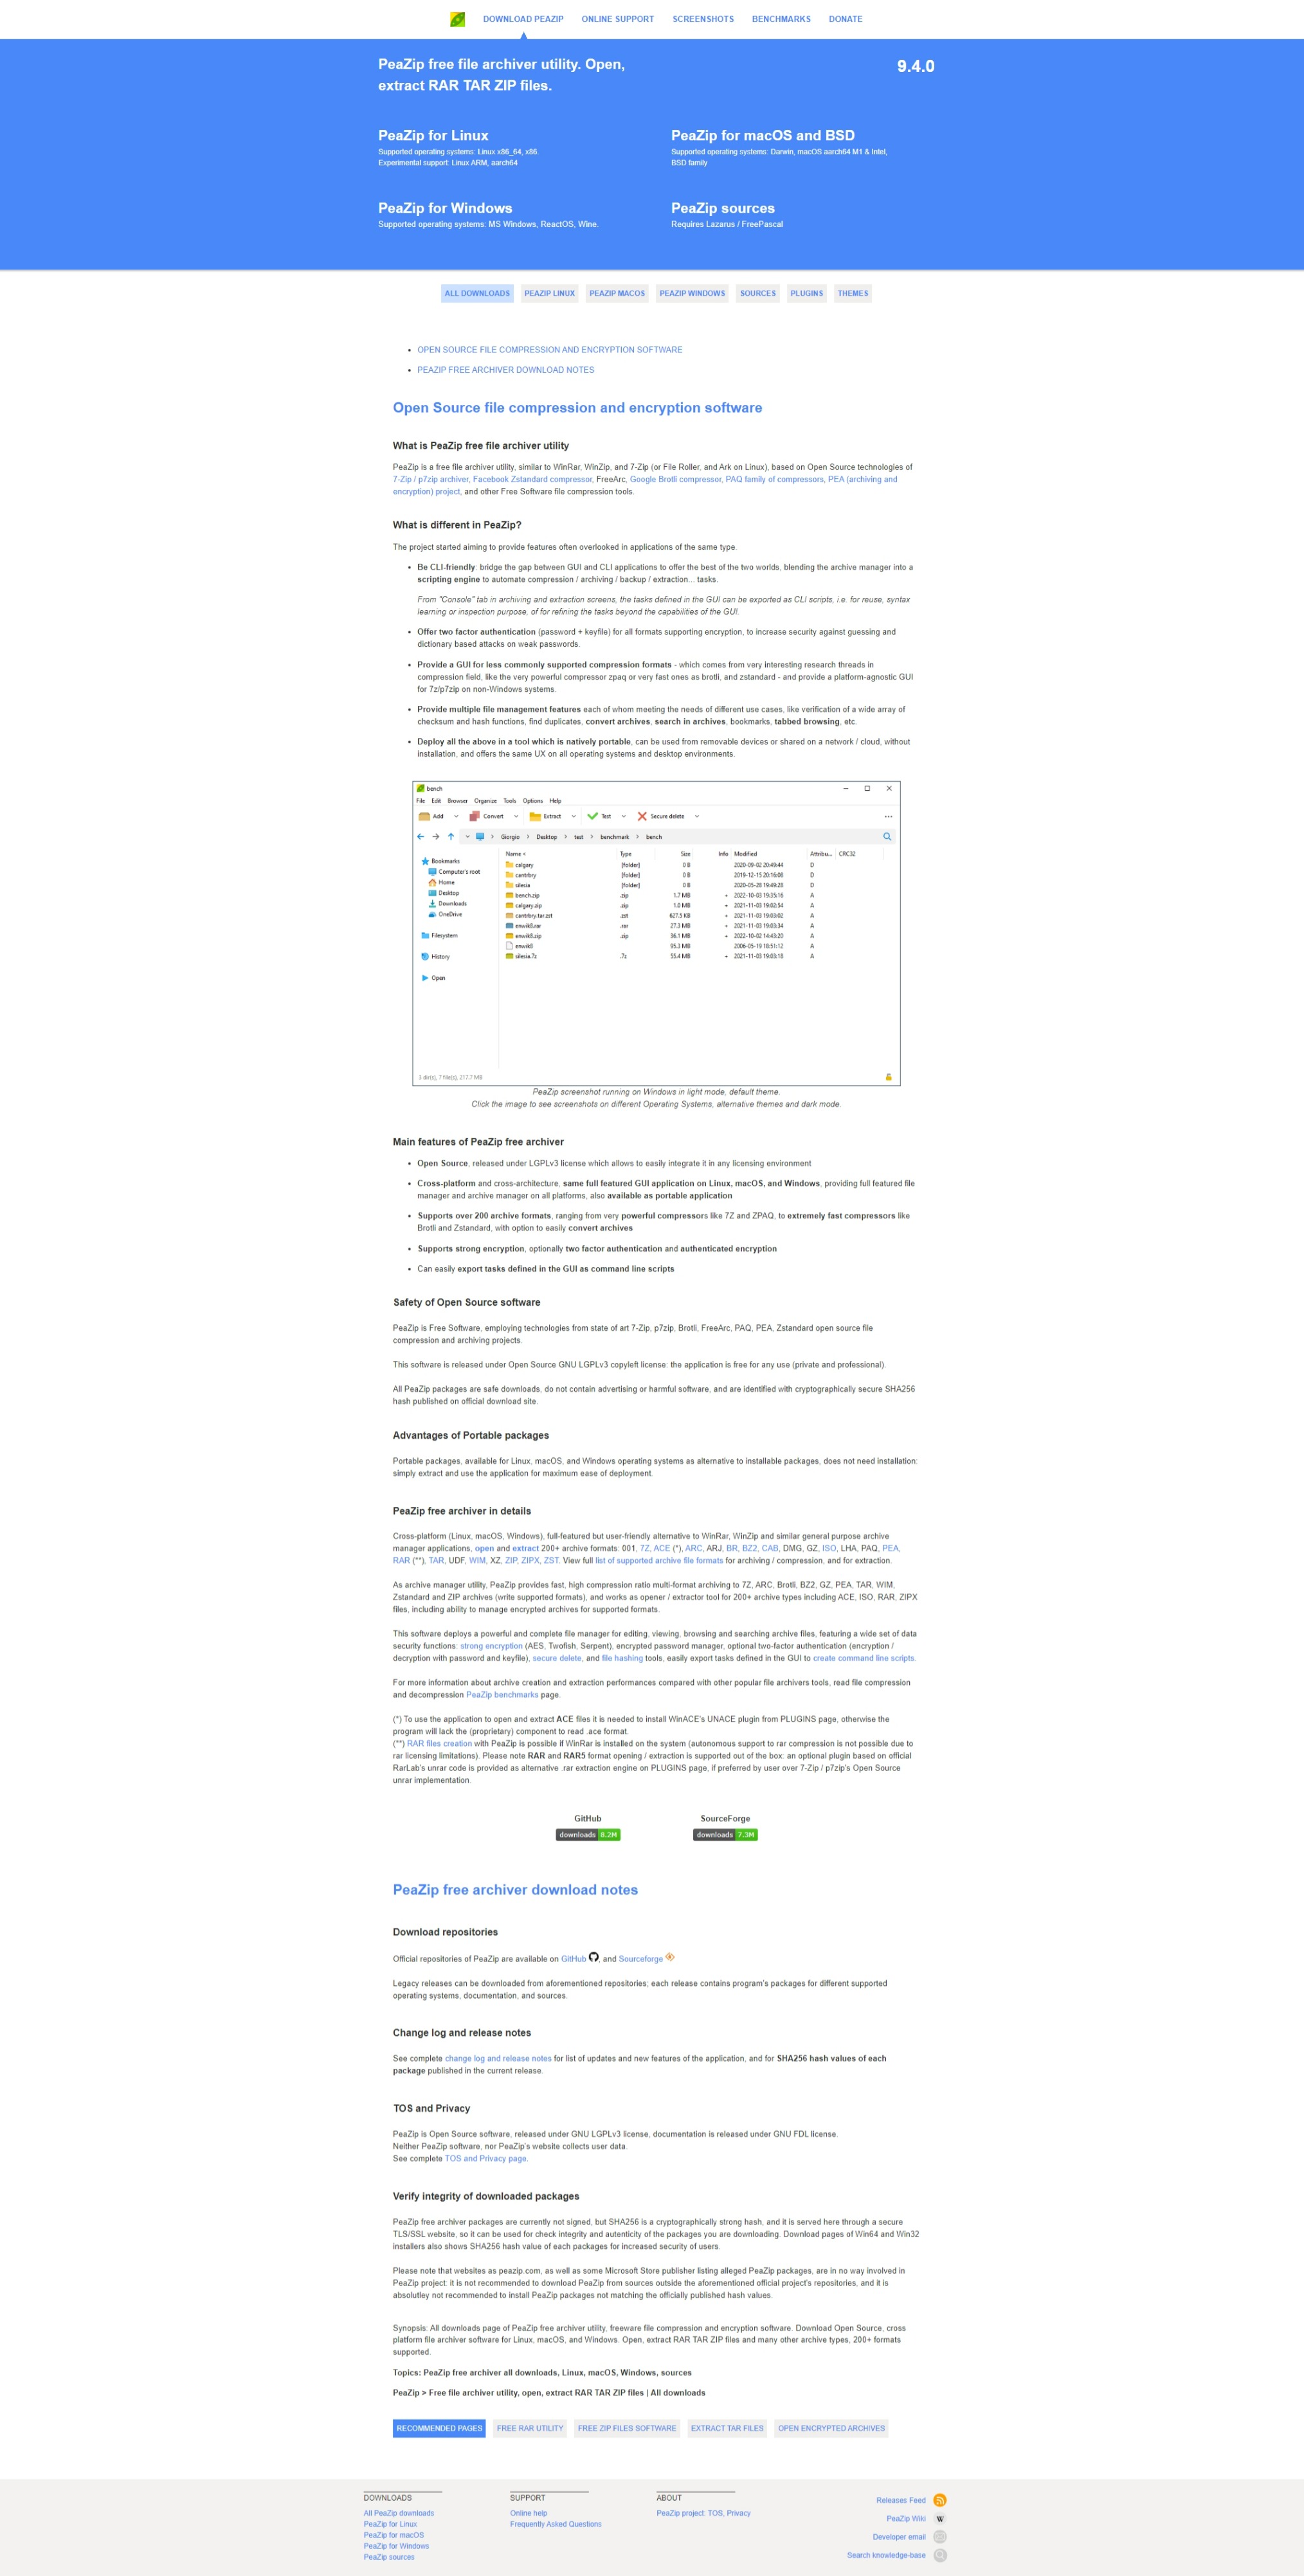 DOWNLOAD PEAZIP ONLINE SUPPORT SCREENSHOTS BENCHMARKS DONATE
PeaZip free file archiver utility. Open,
extract RAR TAR ZIP files.
9.4.0
PeaZip for Linux
Supported operating systems: Linux x86_64, x86.
Experimental support: Linux ARM, aarch64
PeaZip for macOS and BSD
Supported operating systems: Darwin, macOS aarch64 M1 & Intel,
BSD family
PeaZip for Windows
Supported operating systems: MS Windows, ReactOS, Wine.
PeaZip sources
Requires Lazarus / FreePascal
ALL DOWNLOADS PEAZIP LINUX PEAZIP MACOS PEAZIP WINDOWS SOURCES PLUGINS THEMES
• OPEN SOURCE FILE COMPRESSION AND ENCRYPTION SOFTWARE
• PEAZIP FREE ARCHIVER DOWNLOAD NOTES
Open Source file compression and encryption software
What is PeaZip free file archiver utility
PeaZip is a free file archiver utility, similar to WinRar, WinZip, and 7-Zip (or File Roller, and Ark on Linux), based on Open Source technologies of
7-Zip / p7zip archiver, Facebook Zstandard compressor, FreeArc, Google Brotli compressor, PAQ family of compressors, PEA (archiving and
encryption) project, and other Free Software file compression tools.
What is different in PeaZip?
The project started aiming to provide features often overlooked in applications of the same type.
• Be CLI-friendly: bridge the gap between GUI and CLI applications to offer the best of the two worlds, blending the archive manager into a
scripting engine to automate compression / archiving / backup / extraction... tasks.
From "Console" tab in archiving and extraction screens, the tasks defined in the GUI can be exported as CLI scripts, i.e. for reuse, syntax
learning or inspection purpose, of for refining the tasks beyond the capabilities of the GUI.
• Offer two factor authentication (password + keyfile) for all formats supporting encryption, to increase security against guessing and
dictionary based attacks on weak passwords.
• Provide a GUI for less commonly supported compression formats - which comes from very interesting research threads in
compression field, like the very powerful compressor zpaq or very fast ones as brotli, and zstandard - and provide a platform-agnostic GUI
for 7z/p7zip on non-Windows systems.
• Provide multiple file management features each of whom meeting the needs of different use cases, like verification of a wide array of
checksum and hash functions, find duplicates, convert archives, search in archives, bookmarks, tabbed browsing, etc.
• Deploy all the above in a tool which is natively portable, can be used from removable devices or shared on a network / cloud, without
installation, and offers the same UX on all operating systems and desktop environments.
bench
File Edit Browser Organize Tools Options Help
Add Convert Extract Test Secure delete
Giorgio > Desktop > test > benchmark > bench
Bookmarks
Computer's root
Home
Desktop
Downloads
OneDrive
Filesystem
History
Open
Name < Type Size Info Modified Attribu... CRC32
calgary [folder] 0 B 2020-09-02 20:49:44 D
cantrbry [folder] 0 B 2019-12-15 20:16:08 D
silesia [folder] 0 B 2020-05-28 19:49:28 D
bench.zip .zip 1.7 MB + 2022-10-03 19:35:16 A
calgary.zip .zip 1.0 MB + 2021-11-03 19:02:54 A
cantrbry.tar.zst .zst 627.5 KB + 2021-11-03 19:03:02 A
enwik8.rar .rar 27.3 MB + 2021-11-03 19:03:34 A
enwik8.zip .zip 36.1 MB + 2022-10-02 14:43:20 A
enwik8 95.3 MB 2006-05-19 18:51:12 A
silesia.7z .7z 55.4 MB + 2021-11-03 19:03:18 A
3 dir(s), 7 file(s), 217.7 MB
PeaZip screenshot running on Windows in light mode, default theme.
Click the image to see screenshots on different Operating Systems, alternative themes and dark mode.
Main features of PeaZip free archiver
• Open Source, released under LGPLv3 license which allows to easily integrate it in any licensing environment
• Cross-platform and cross-architecture, same full featured GUI application on Linux, macOS, and Windows, providing full featured file
manager and archive manager on all platforms, also available as portable application
• Supports over 200 archive formats, ranging from very powerful compressors like 7Z and ZPAQ, to extremely fast compressors like
Brotli and Zstandard, with option to easily convert archives
• Supports strong encryption, optionally two factor authentication and authenticated encryption
• Can easily export tasks defined in the GUI as command line scripts
Safety of Open Source software
PeaZip is Free Software, employing technologies from state of art 7-Zip, p7zip, Brotli, FreeArc, PAQ, PEA, Zstandard open source file
compression and archiving projects.
This software is released under Open Source GNU LGPLv3 copyleft license: the application is free for any use (private and professional).
All PeaZip packages are safe downloads, do not contain advertising or harmful software, and are identified with cryptographically secure SHA256
hash published on official download site.
Advantages of Portable packages
Portable packages, available for Linux, macOS, and Windows operating systems as alternative to installable packages, does not need installation:
simply extract and use the application for maximum ease of deployment.
PeaZip free archiver in details
Cross-platform (Linux, macOS, Windows), full-featured but user-friendly alternative to WinRar, WinZip and similar general purpose archive
manager applications, open and extract 200+ archive formats: 001, 7Z, ACE (*), ARC, ARJ, BR, BZ2, CAB, DMG, GZ, ISO, LHA, PAQ, PEA,
RAR (**), TAR, UDF, WIM, XZ, ZIP, ZIPX, ZST. View full list of supported archive file formats for archiving / compression, and for extraction.
As archive manager utility, PeaZip provides fast, high compression ratio multi-format archiving to 7Z, ARC, Brotli, BZ2, GZ, PEA, TAR, WIM,
Zstandard and ZIP archives (write supported formats), and works as opener / extractor tool for 200+ archive types including ACE, ISO, RAR, ZIPX
files, including ability to manage encrypted archives for supported formats.
This software deploys a powerful and complete file manager for editing, viewing, browsing and searching archive files, featuring a wide set of data
security functions: strong encryption (AES, Twofish, Serpent), encrypted password manager, optional two-factor authentication (encryption /
decryption with password and keyfile), secure delete, and file hashing tools, easily export tasks defined in the GUI to create command line scripts.
For more information about archive creation and extraction performances compared with other popular file archivers tools, read file compression
and decompression PeaZip benchmarks page.
(*) To use the application to open and extract ACE files it is needed to install WinACE's UNACE plugin from PLUGINS page, otherwise the
program will lack the (proprietary) component to read .ace format.
(**) RAR files creation with PeaZip is possible if WinRar is installed on the system (autonomous support to rar compression is not possible due to
rar licensing limitations). Please note RAR and RAR5 format opening / extraction is supported out of the box: an optional plugin based on official
RarLab's unrar code is provided as alternative .rar extraction engine on PLUGINS page, if preferred by user over 7-Zip / p7zip's Open Source
unrar implementation.
GitHub SourceForge
downloads 8.2M downloads 7.3M
PeaZip free archiver download notes
Download repositories
Official repositories of PeaZip are available on GitHub , and Sourceforge
Legacy releases can be downloaded from aforementioned repositories; each release contains program's packages for different supported
operating systems, documentation, and sources.
Change log and release notes
See complete change log and release notes for list of updates and new features of the application, and for SHA256 hash values of each
package published in the current release.
TOS and Privacy
PeaZip is Open Source software, released under GNU LGPLv3 license, documentation is released under GNU FDL license.
Neither PeaZip software, nor PeaZip's website collects user data.
See complete TOS and Privacy page.
Verify integrity of downloaded packages
PeaZip free archiver packages are currently not signed, but SHA256 is a cryptographically strong hash, and it is served here through a secure
TLS/SSL website, so it can be used for check integrity and autenticity of the packages you are downloading. Download pages of Win64 and Win32
installers also shows SHA256 hash value of each packages for increased security of users.
Please note that websites as peazip.com, as well as some Microsoft Store publisher listing alleged PeaZip packages, are in no way involved in
PeaZip project: it is not recommended to download PeaZip from sources outside the aforementioned official project's repositories, and it is
absolutley not recommended to install PeaZip packages not matching the officially published hash values.
Synopsis: All downloads page of PeaZip free archiver utility, freeware file compression and encryption software. Download Open Source, cross
platform file archiver software for Linux, macOS, and Windows. Open, extract RAR TAR ZIP files and many other archive types, 200+ formats
supported.
Topics: PeaZip free archiver all downloads, Linux, macOS, Windows, sources
PeaZip > Free file archiver utility, open, extract RAR TAR ZIP files | All downloads
RECOMMENDED PAGES FREE RAR UTILITY FREE ZIP FILES SOFTWARE EXTRACT TAR FILES OPEN ENCRYPTED ARCHIVES
DOWNLOADS
All PeaZip downloads
PeaZip for Linux
PeaZip for macOS
PeaZip for Windows
PeaZip sources
SUPPORT
Online help
Frequently Asked Questions
ABOUT
PeaZip project: TOS, Privacy
Releases Feed
PeaZip Wiki W
Developer email
Search knowledge-base